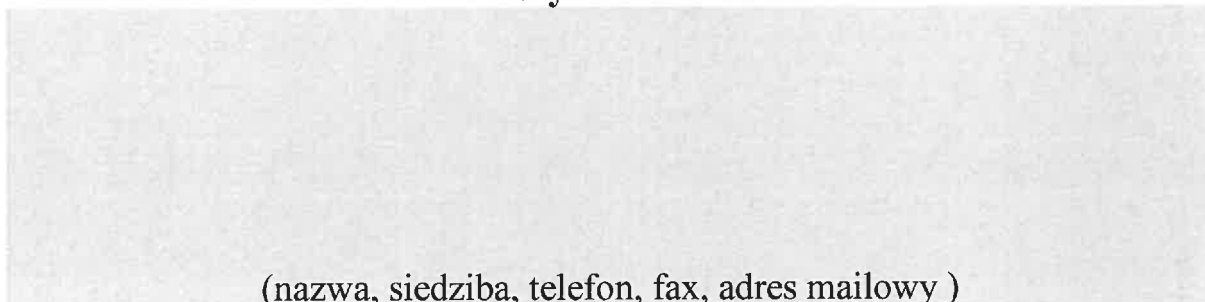 (nazwa, siedziba, telefon, fax, adres mailowy )